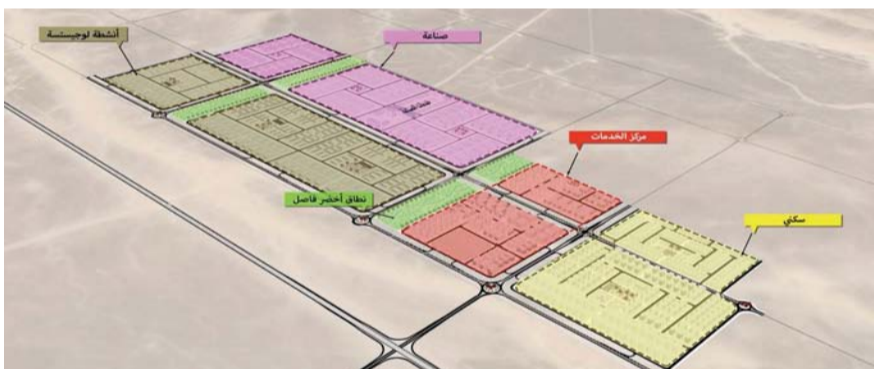 أنشطة لوجيستية
صناعة
مركز الخدمات
نطاق أخضر فاصل
سكني